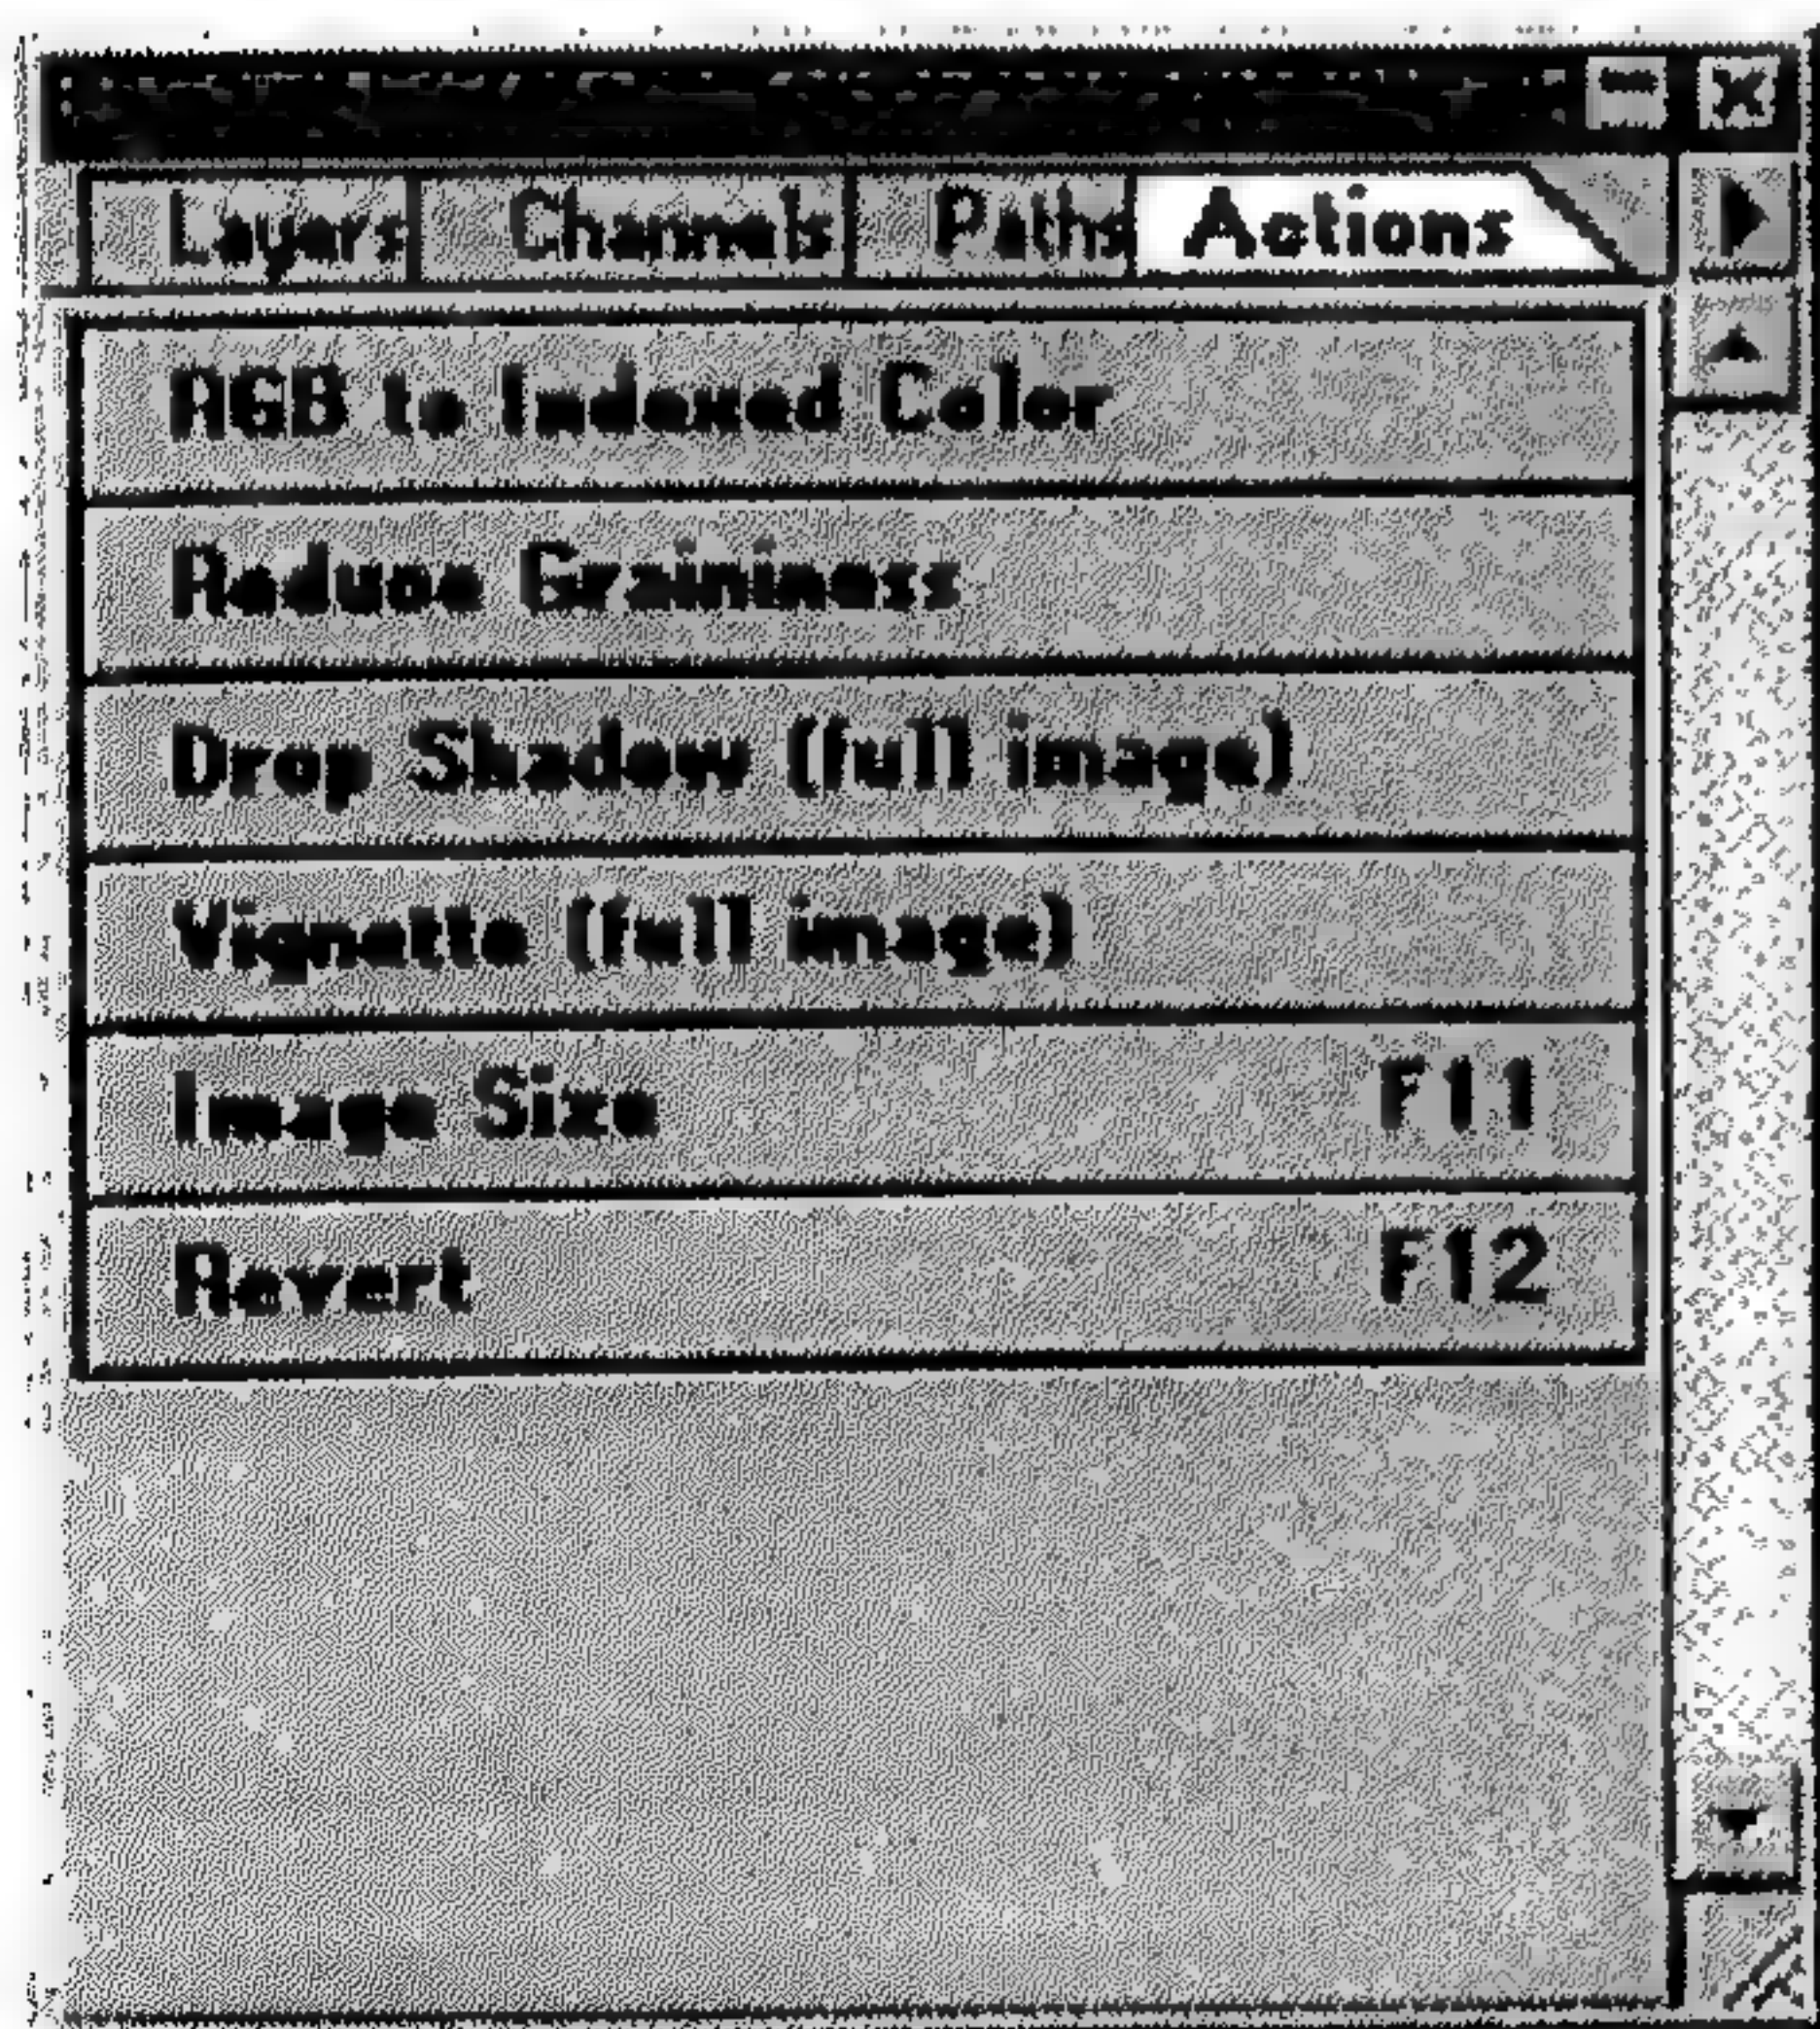 Layers Channels Paths Actions
RGB to Indexed Color
Reduce Graininess
Drop Shadow (full image)
Vignette (full image)
Image Size F11
Revert F12